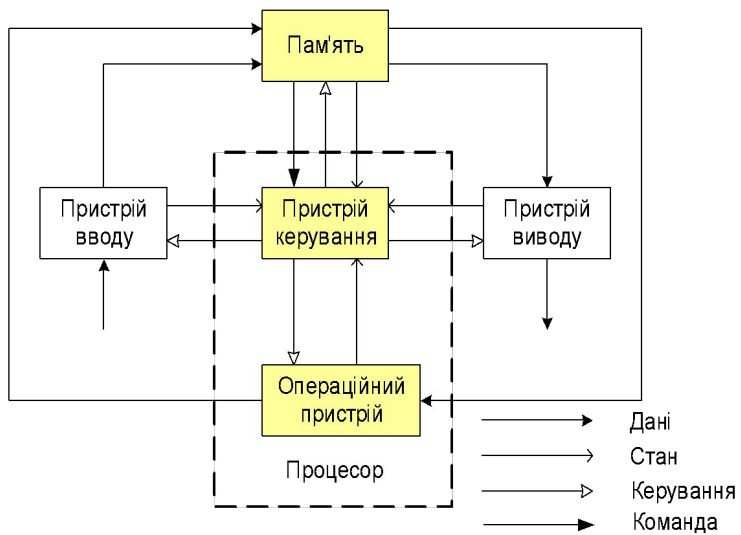 Пам'ять
Пристрій
вводу
Пристрій
керування
Пристрій
виводу
Операційний
пристрій
Процесор
Дані
Стан
Керування
Команда